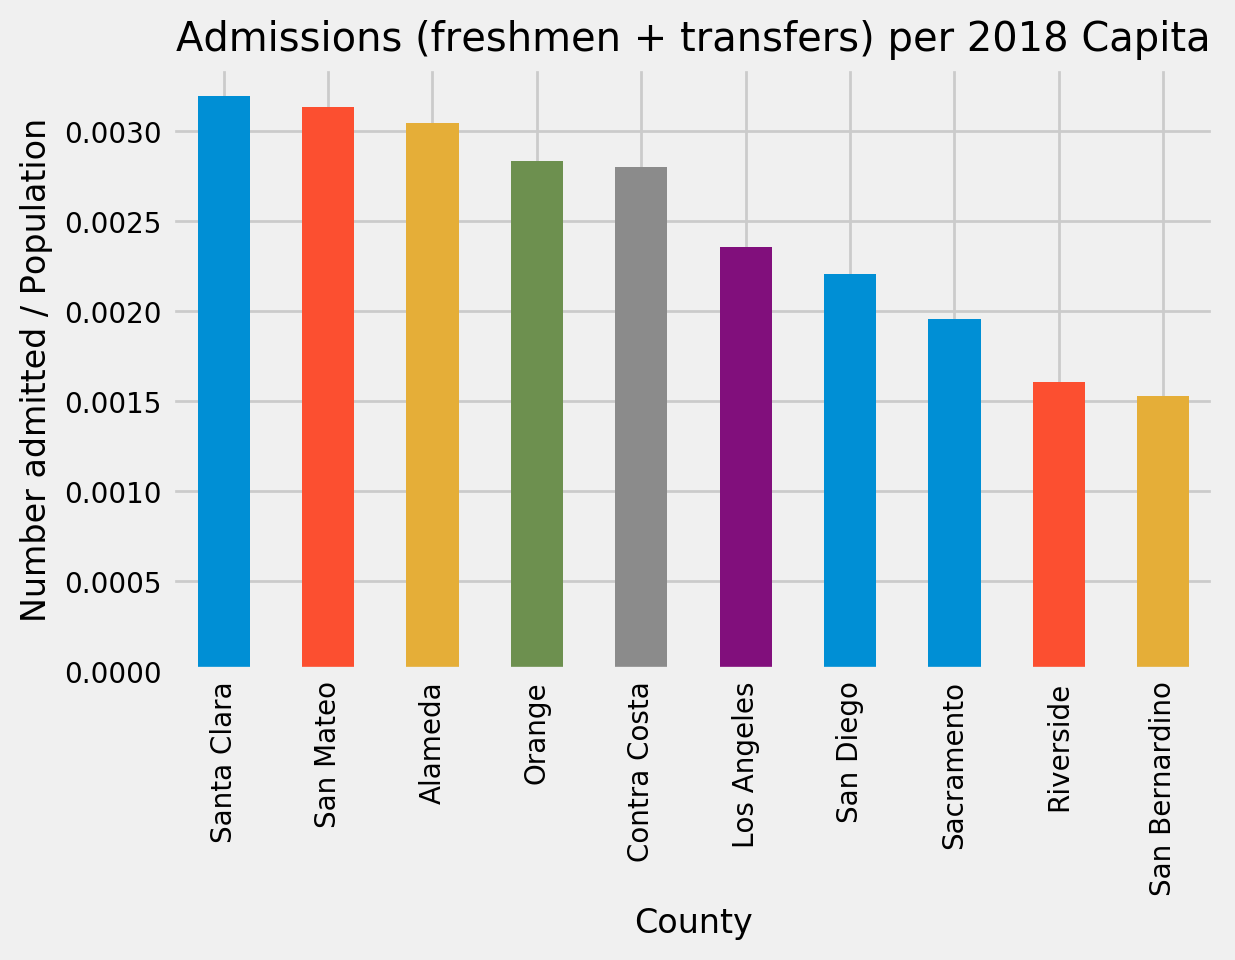 Admissions (freshmen + transfers) per 2018 Capita
Number admitted / Population
0.0030
0.0025
0.0020
0.0015
0.0010
0.0005
0.0000
Santa Clara
San Mateo
Alameda
Orange
Contra Costa
Los Angeles
San Diego
Sacramento
Riverside
San Bernardino
County